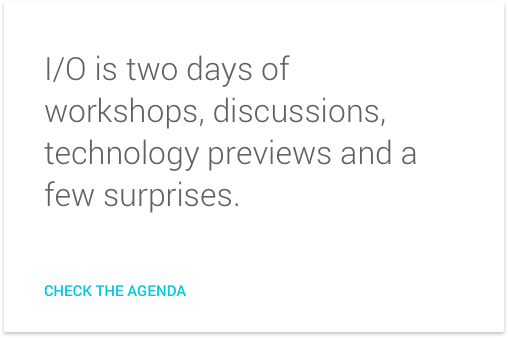 I/O is two days of
workshops, discussions,
technology previews and a
few surprises.
CHECK THE AGENDA